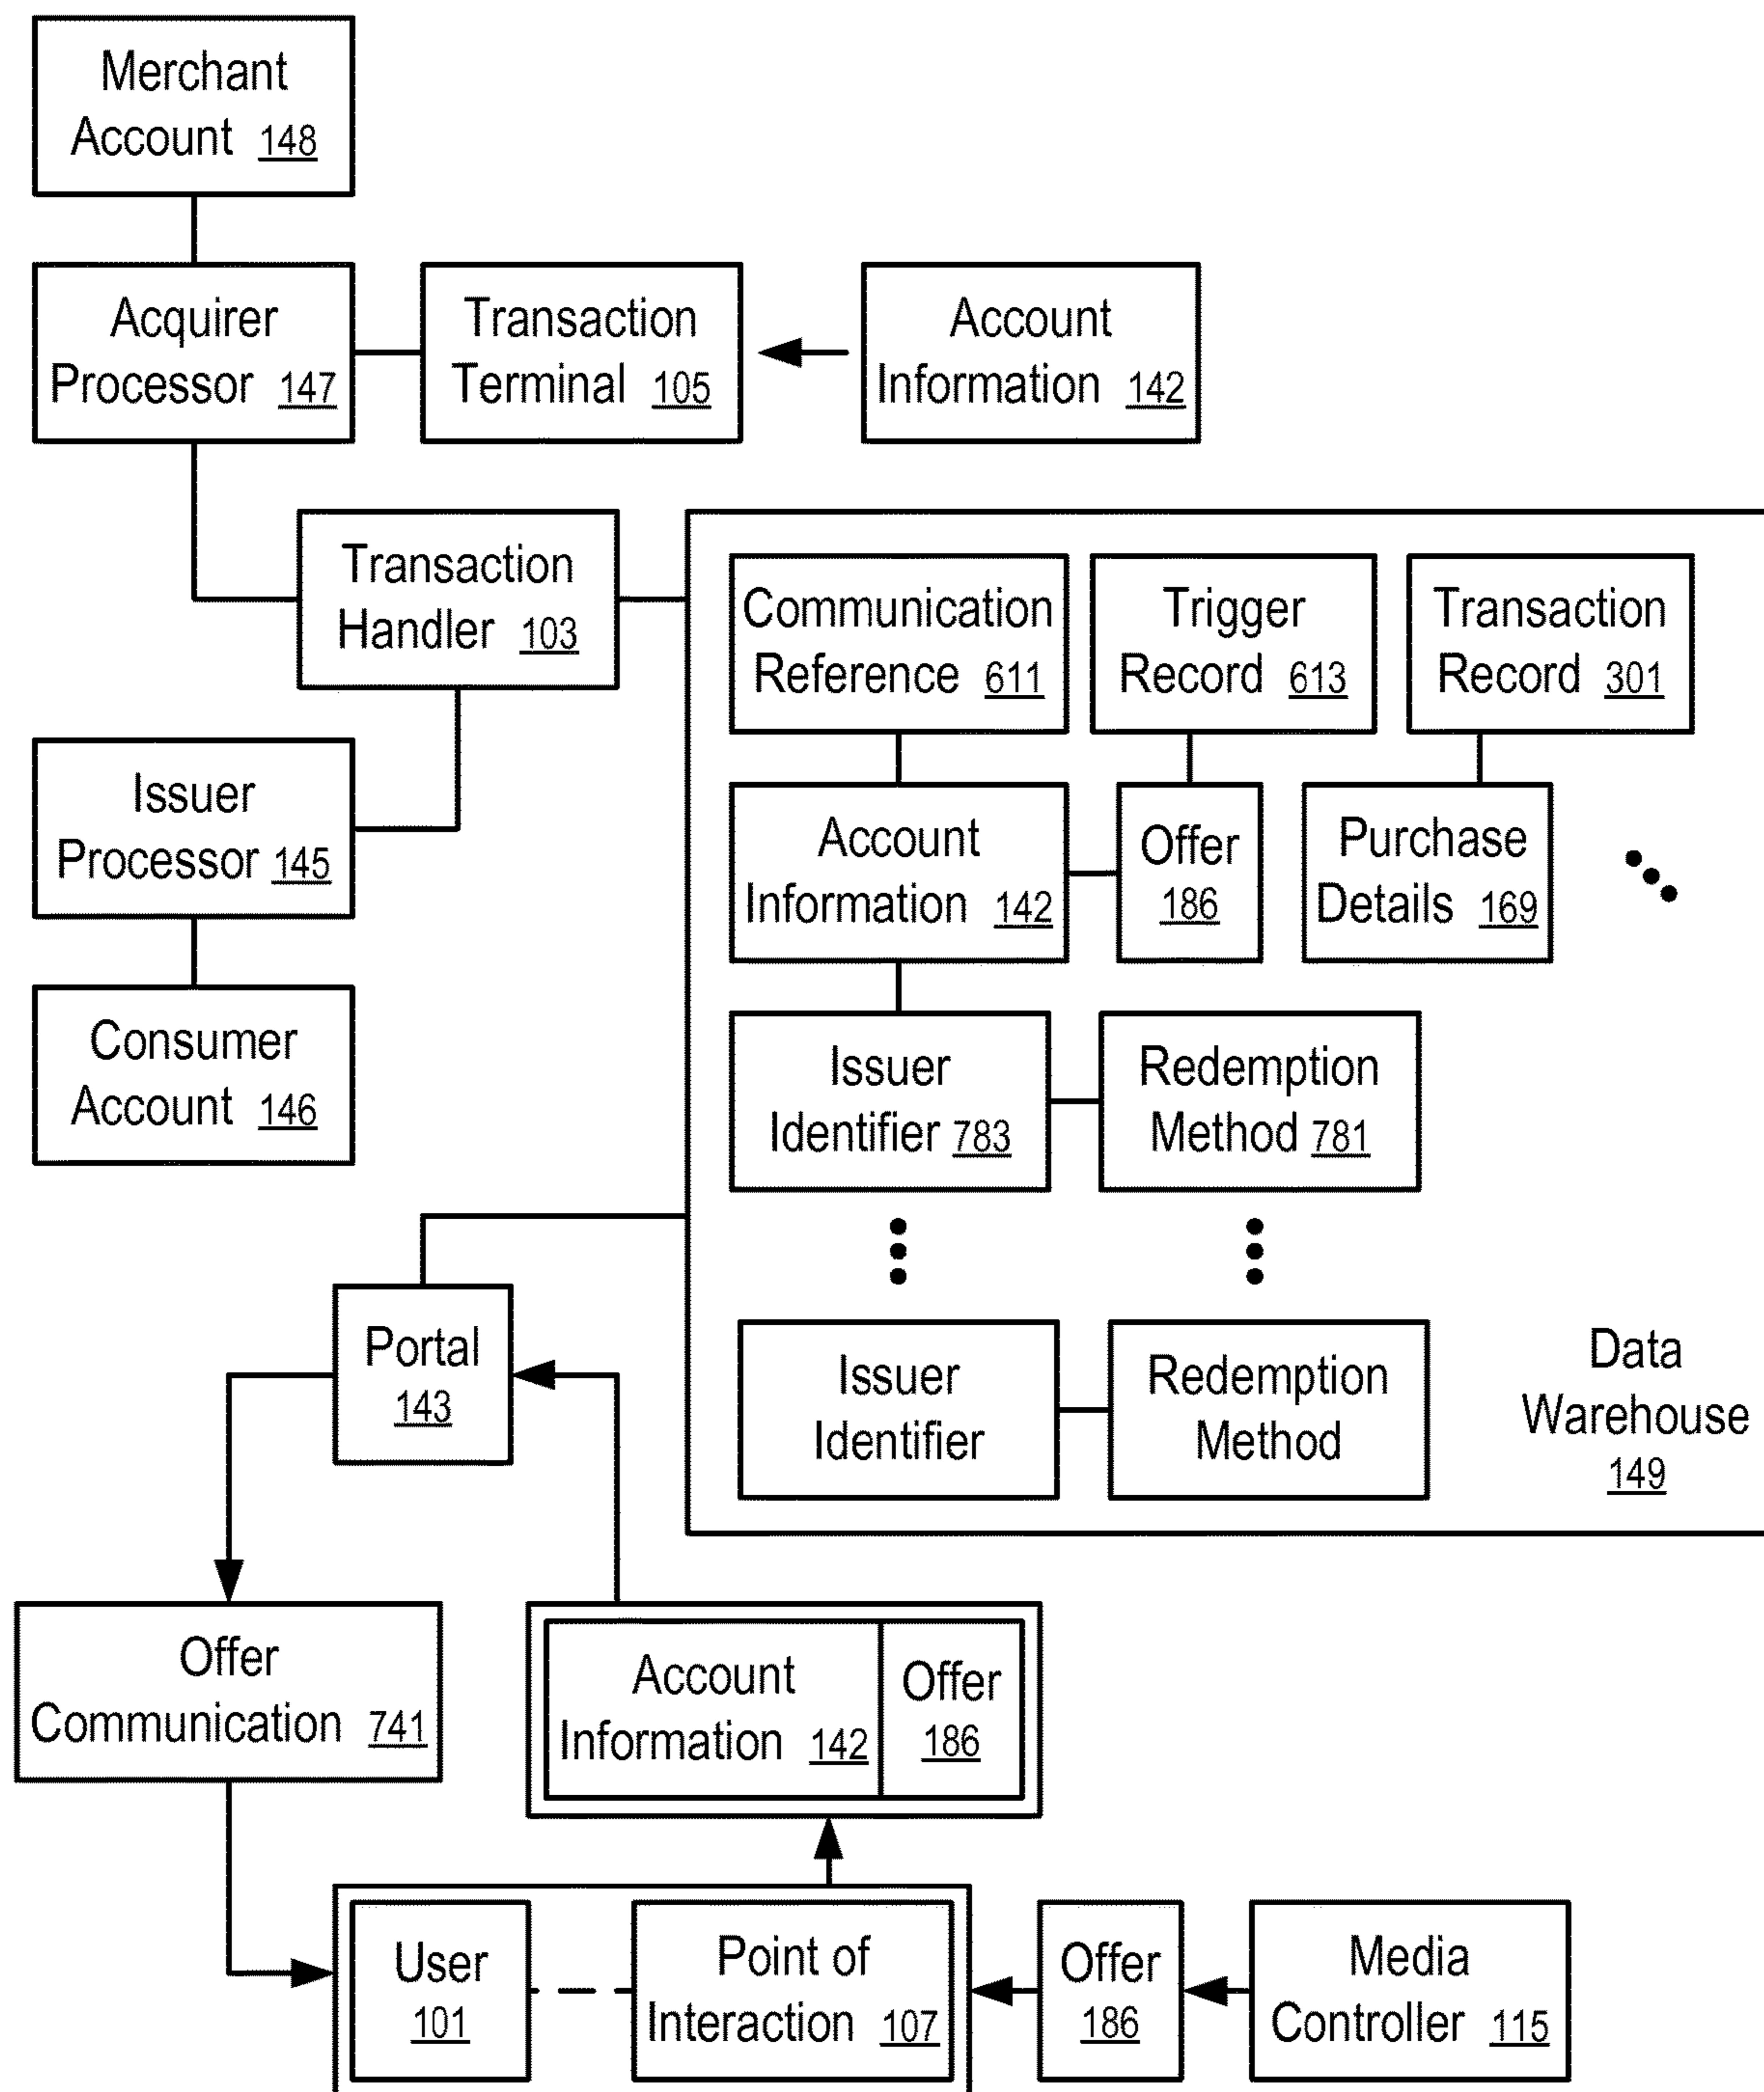 Merchant
Account 148
Acquirer
Processor 147
Transaction
Terminal 105
Account
Information 142
Transaction
Handler 103
Communication
Reference 611
Trigger
Record 613
Transaction
Record 301
Issuer
Processor 145
Account
Information 142
Offer
186
Purchase
Details 169
Consumer
Account 146
Issuer
Identifier 783
Redemption
Method 781
Portal
143
Issuer
Identifier
Redemption
Method
Data
Warehouse
149
Offer
Communication 741
Account
Information 142
Offer
186
User
101
Point of
Interaction 107
Offer
186
Media
Controller 115